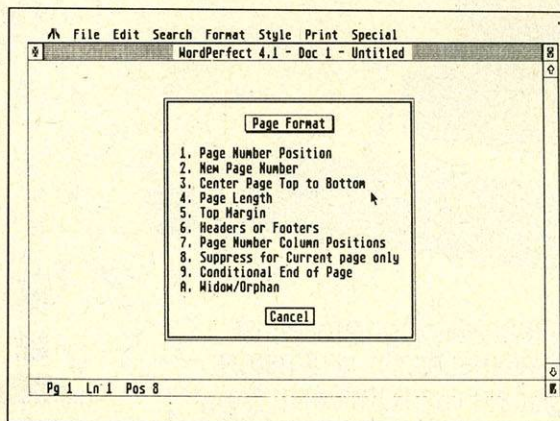 File Edit Search Format Style Print Special
WordPerfect 4.1 - Doc 1 - Untitled
Page Format
1. Page Number Position
2. New Page Number
3. Center Page Top to Bottom
4. Page Length
5. Top Margin
6. Headers or Footers
7. Page Number Column Positions
8. Suppress for Current page only
9. Conditional End of Page
A. Widow/Orphan
Cancel
Pg 1 Ln 1 Pos 8